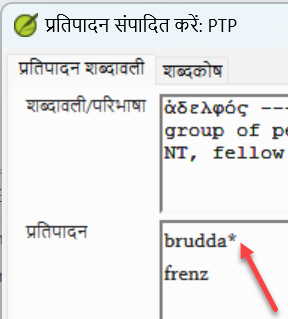 प्रतिपादन संपादित करें: PTP
प्रतिपादन शब्दावली
शब्दकोष
शब्दावली/परिभाषा
ἀδελφός ---
group of pe
NT, fellow
प्रतिपादन
brudda*
frenz